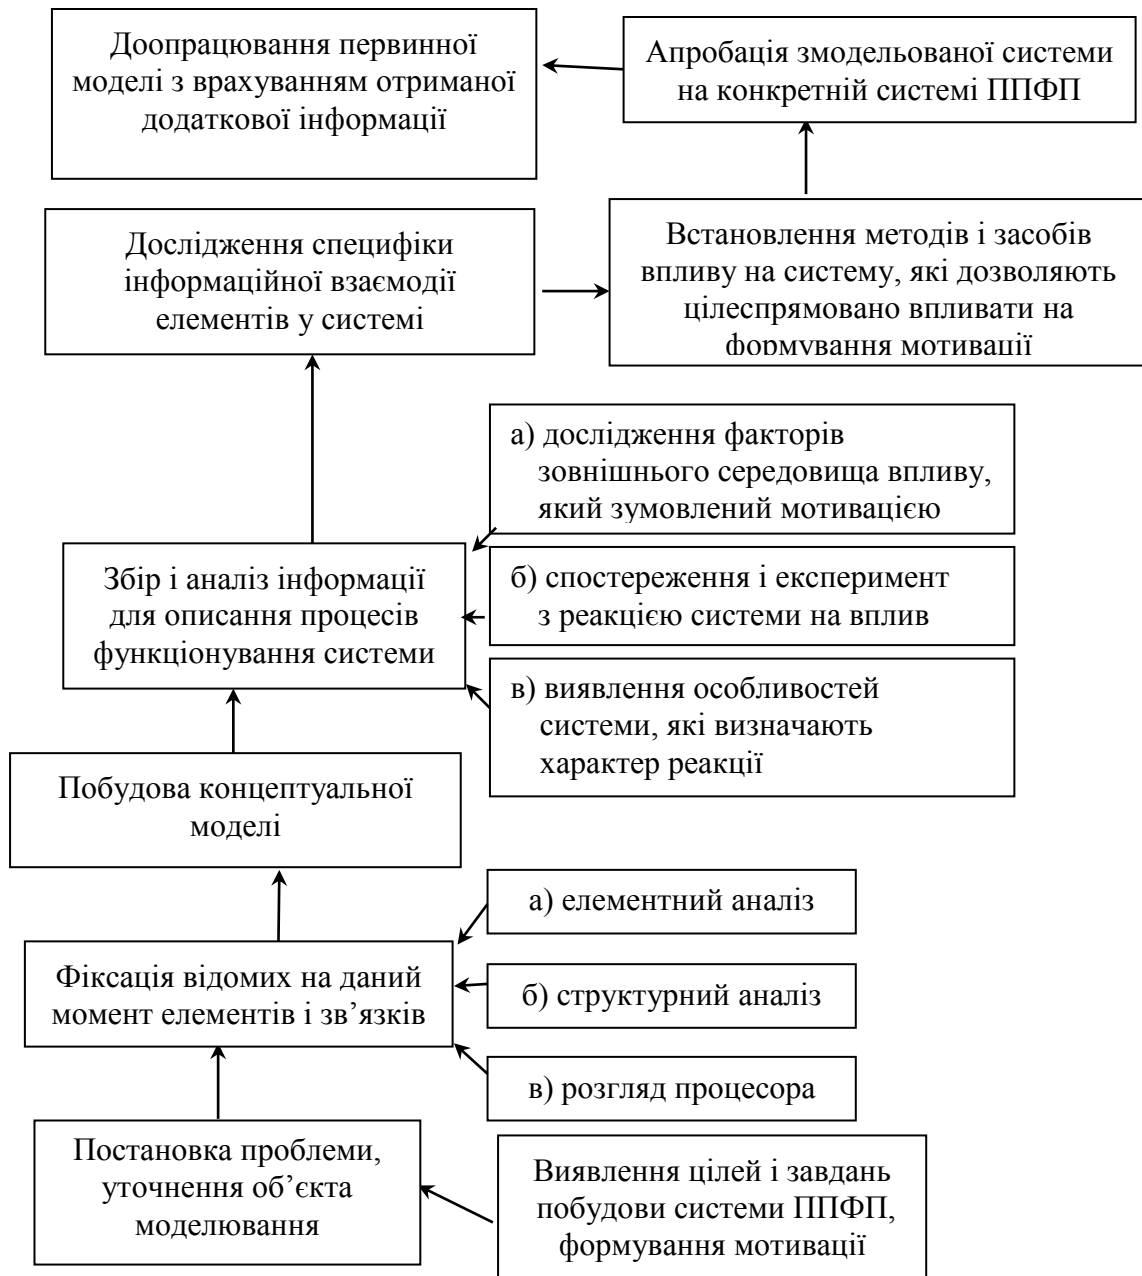 Доопрацювання первинної
моделі з врахуванням отриманої
додаткової інформації
Апробація змодельованої системи
на конкретній системі ППФП
Дослідження специфіки
інформаційної взаємодії
елементів у системі
Встановлення методів і засобів
впливу на систему, які дозволяють
цілеспрямовано впливати на
формування мотивації
а) дослідження факторів
зовнішнього середовища впливу,
який зумовлений мотивацією
Збір і аналіз інформації
для описання процесів
функціонування системи
б) спостереження і експеримент
з реакцією системи на вплив
в) виявлення особливостей
системи, які визначають
характер реакції
Побудова концептуальної
моделі
а) елементний аналіз
Фіксація відомих на даний
момент елементів і зв’язків
б) структурний аналіз
в) розгляд процесора
Постановка проблеми,
уточнення об’єкта
моделювання
Виявлення цілей і завдань
побудови системи ППФП,
формування мотивації